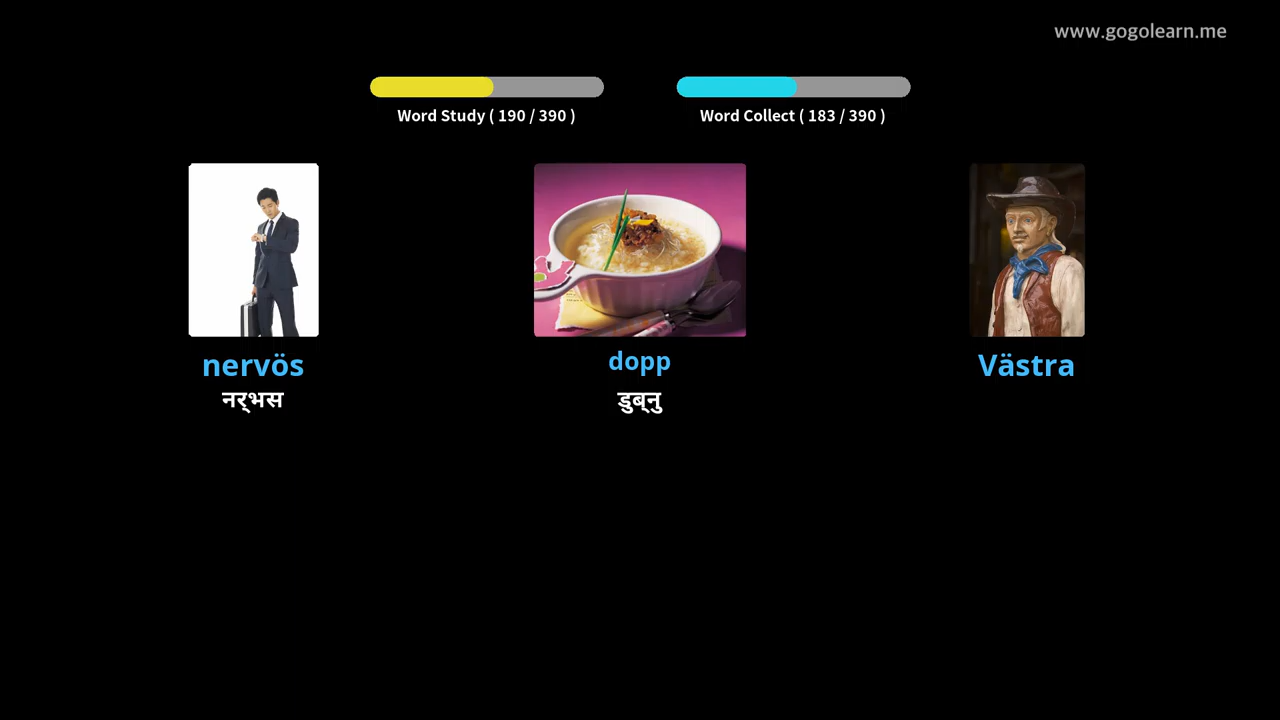 www.gogolearn.me
Word Study ( 190 / 390 )
Word Collect ( 183 / 390 )
nervös
नर्‍भस
dopp
डुब्नु
Västra